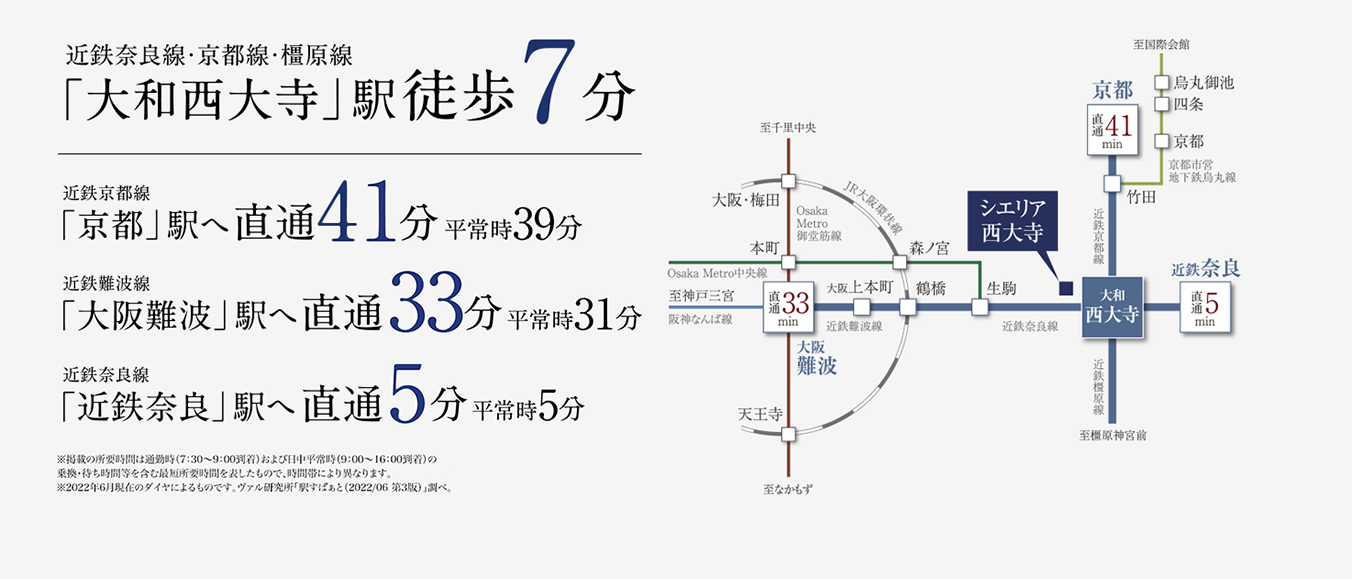 近鉄奈良線・京都線・橿原線
「大和西大寺」駅徒歩7分
近鉄京都線
「京都」駅へ直通41分 平常時39分
近鉄難波線
「大阪難波」駅へ直通33分 平常時31分
近鉄奈良線
「近鉄奈良」駅へ直通5分 平常時5分
※掲載の所要時間は通勤時(7:30〜9:00到着)および日中平常時(9:00〜16:00到着)の
乗換・待ち時間等を含む最短所要時間を表したもので、時間帯により異なります。
※2022年6月現在のダイヤによるものです。ヴァル研究所「駅すぱあと(2022/06 第3版)」調べ。
至国際会館
烏丸御池
四条
京都
京都市営
地下鉄烏丸線
京都
直通41
min
竹田
近鉄京都線
至千里中央
大阪・梅田
JR大阪環状線
Osaka
Metro
御堂筋線
本町
森ノ宮
Osaka Metro中央線
至神戸三宮
阪神なんば線
直通33
min
大阪
難波
大阪上本町
近鉄難波線
鶴橋
生駒
近鉄奈良線
シエリア
西大寺
大和
西大寺
近鉄奈良
直通5
min
近鉄橿原線
至橿原神宮前
天王寺
至なかもず